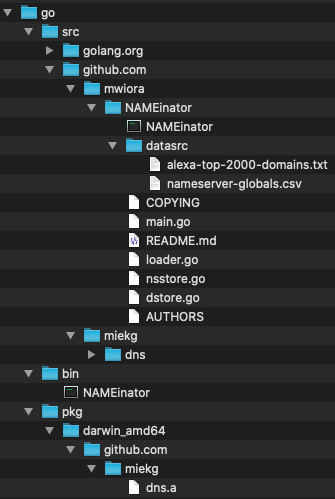 go
src
golang.org
github.com
mwiora
NAMEinator
NAMEinator
datasrc
alexa-top-2000-domains.txt
nameserver-globals.csv
COPYING
main.go
README.md
loader.go
nsstore.go
dstore.go
AUTHORS
miekg
dns
bin
NAMEinator
pkg
darwin_amd64
github.com
miekg
dns.a